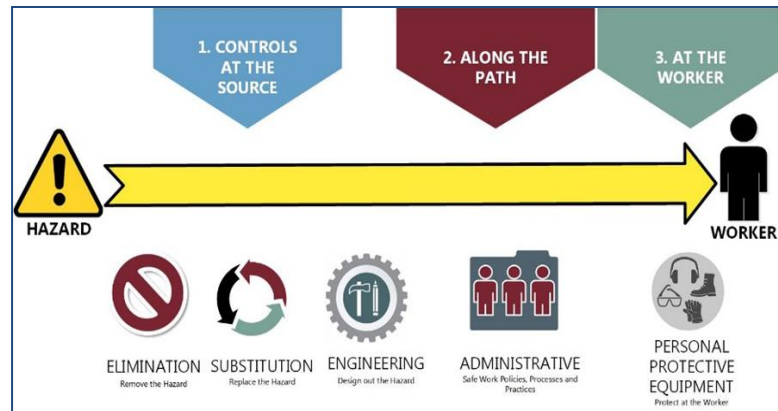 1. CONTROLS
AT THE
SOURCE
2. ALONG THE
PATH
3. AT THE
WORKER
HAZARD
WORKER
ELIMINATION
Remove the Hazard
SUBSTITUTION
Replace the Hazard
ENGINEERING
Design out the Hazard
ADMINISTRATIVE
Safe Work Policies, Processes and
Practices
PERSONAL
PROTECTIVE
EQUIPMENT
Protect at the Worker